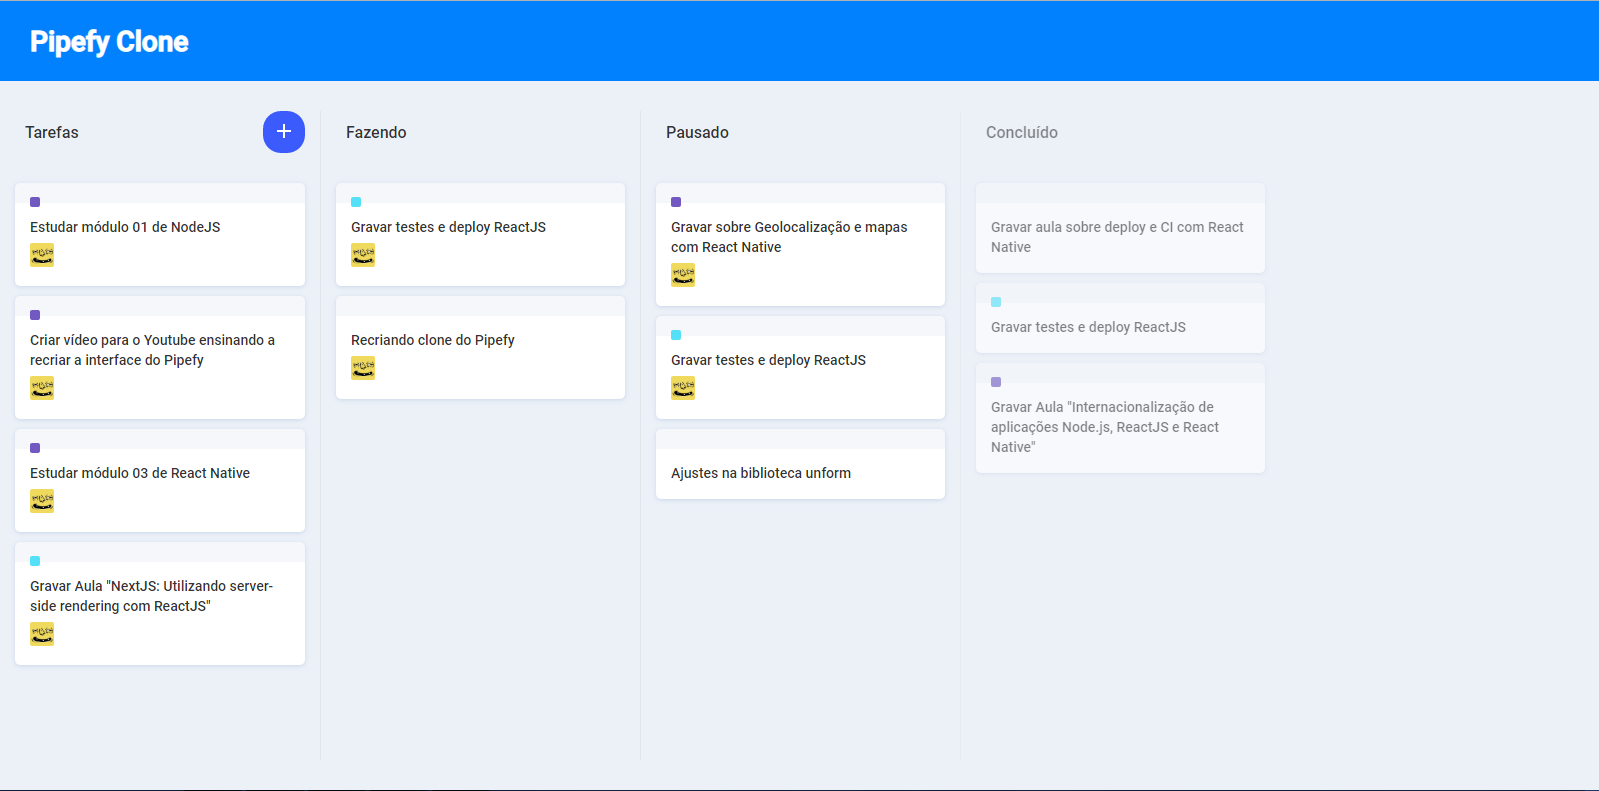 Pipefy Clone
Tarefas
Estudar módulo 01 de NodeJS
Criar vídeo para o Youtube ensinando a
recriar a interface do Pipefy
Estudar módulo 03 de React Native
Gravar Aula "NextJS: Utilizando server-
side rendering com ReactJS"
Fazendo
Gravar testes e deploy ReactJS
Recriando clone do Pipefy
Pausado
Gravar sobre Geolocalização e mapas
com React Native
Gravar testes e deploy ReactJS
Ajustes na biblioteca unform
Concluído
Gravar aula sobre deploy e CI com React
Native
Gravar testes e deploy ReactJS
Gravar Aula "Internacionalização de
aplicações Node.js, ReactJS e React
Native"